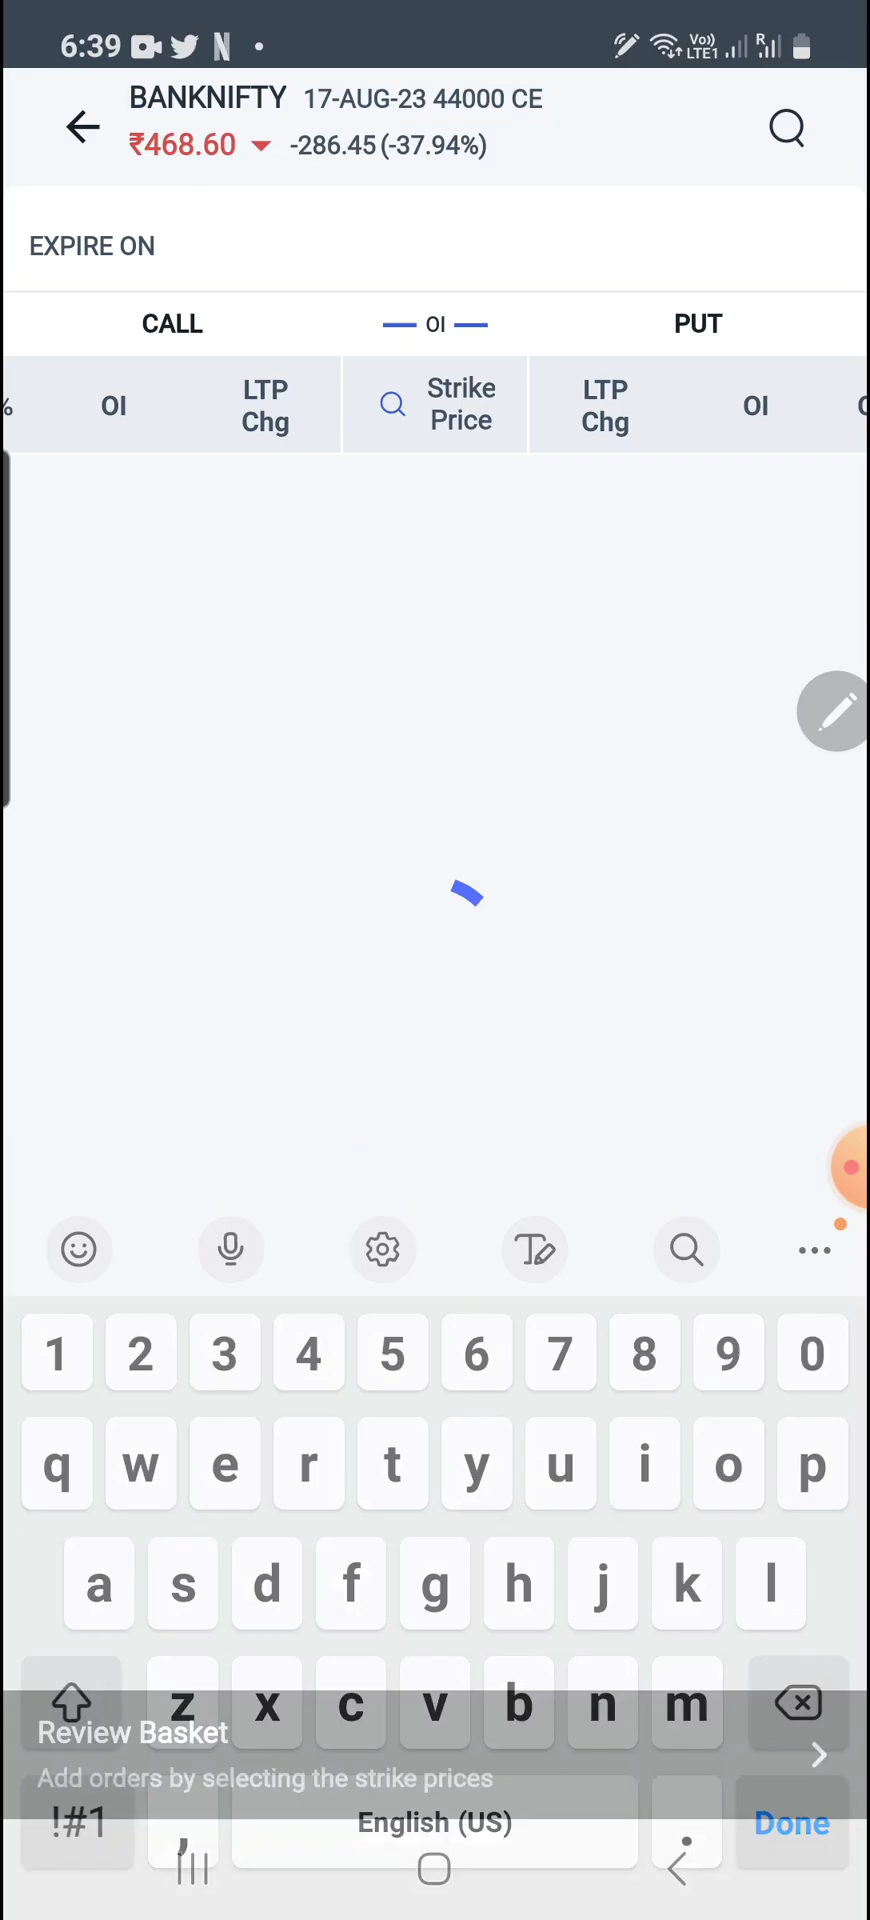 6:39 Vo)) LTE1 R
BANKNIFTY 17-AUG-23 44000 CE
₹468.60 -286.45 (-37.94%)
EXPIRE ON
CALL OI PUT
% OI LTP Chg Strike Price LTP Chg OI
1 2 3 4 5 6 7 8 9 0
q w e r t y u i o p
a s d f g h j k l
z x c v b n m
Review Basket
Add orders by selecting the strike prices
!#1 , English (US) . Done